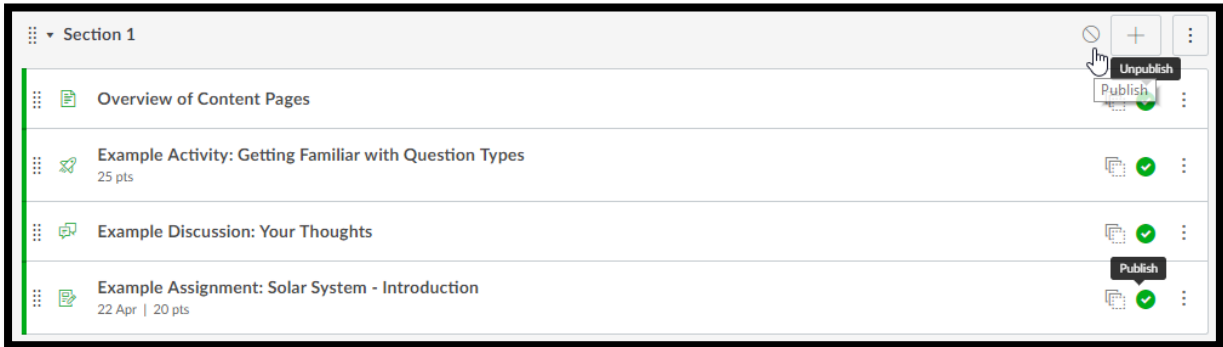 Section 1
Unpublish
Publish
Overview of Content Pages
Example Activity: Getting Familiar with Question Types
25 pts
Example Discussion: Your Thoughts
Publish
Example Assignment: Solar System - Introduction
22 Apr | 20 pts